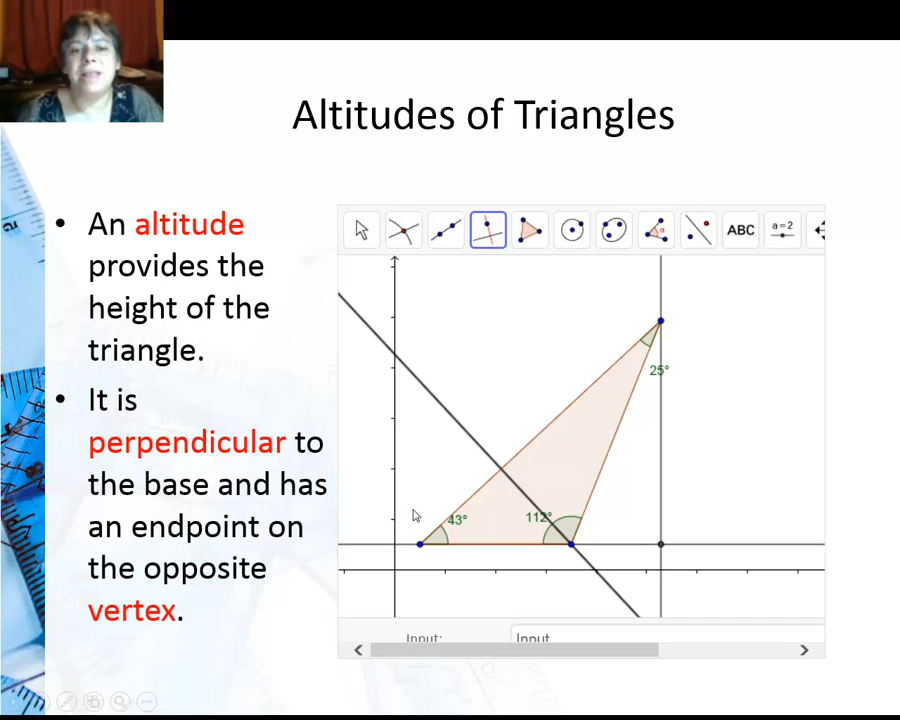 Altitudes of Triangles
• An altitude
provides the
height of the
triangle.
• It is
perpendicular to
the base and has
an endpoint on
the opposite
vertex.
ABC
a=2
25°
43°
112°
Input:
Input